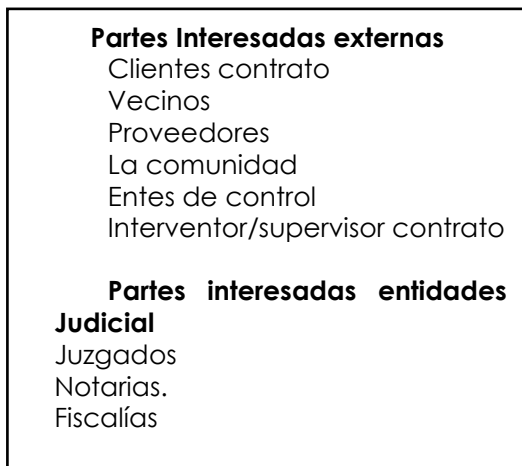 Partes Interesadas externas
Clientes contrato
Vecinos
Proveedores
La comunidad
Entes de control
Interventor/supervisor contrato
Partes interesadas entidades
Judicial
Juzgados
Notarias.
Fiscalías